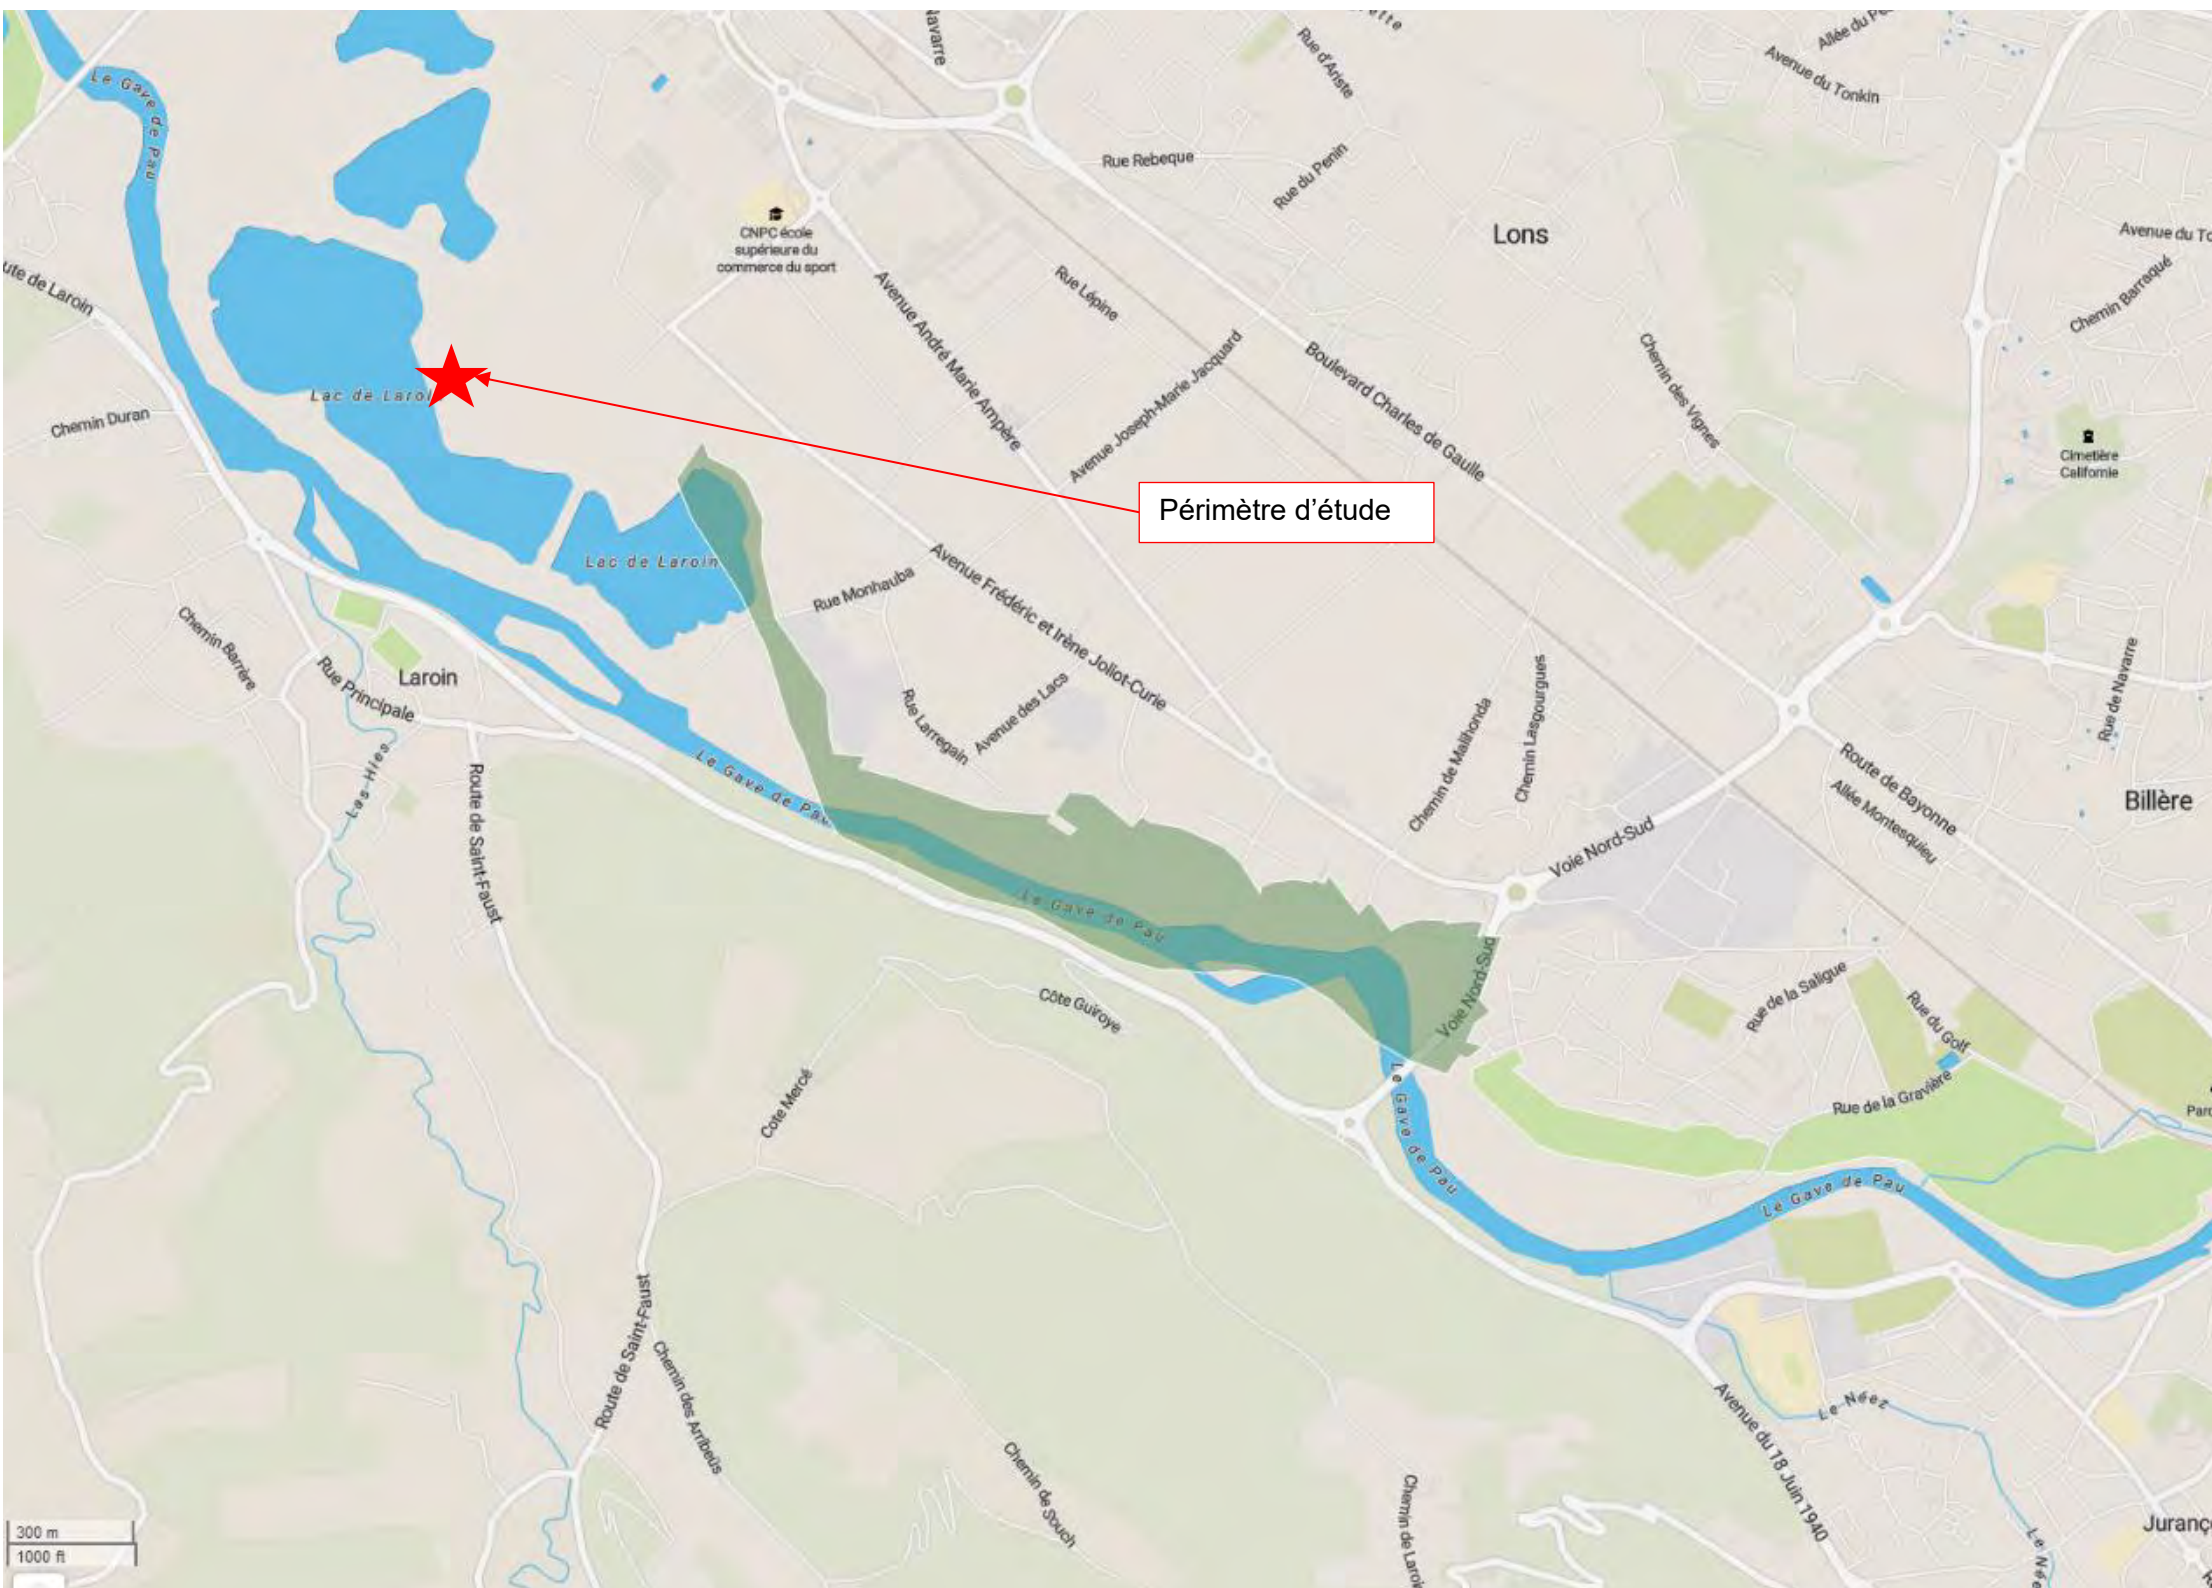 Le Gave de Pau
Navarre
Rue d'Ariste
Avenue du Tonkin
Rue Rebeque
Rue du Penin
CNPC école
supérieure du
commerce du sport
Lons
Chemin Barraqué
Rue Lépine
Avenue André Marie Ampère
Avenue Joseph-Marie Jacquard
Boulevard Charles de Gaulle
Chemin des Vignes
Chemin Duran
Cimetière
Californie
Périmètre d'étude
Lac de Laroin
Rue Monhauba
Avenue Frédéric et Irène Joliot-Curie
Chemin Barrère
Laroin
Rue Principale
Rue Larregain
Avenue des Lacs
Chemin de Malihonda
Chemin Lasgourgues
Rue de Navarre
Las-Hies
Route de Saint-Faust
Le Gave de Pau
Route de Bayonne
Allée Montesquieu
Billère
Voie Nord-Sud
Le Gave de Pau
Voie Nord-Sud
Côte Guiroye
Rue de la Saligue
Rue du Golf
Cote Mercé
Rue de la Gravière
Le Gave de Pau
Le Gave de Pau
Route de Saint-Faust
Chemin des Arribeùs
Chemin de Souch
Avenue du 18 Juin 1940
Le Néez
300 m
1000 ft